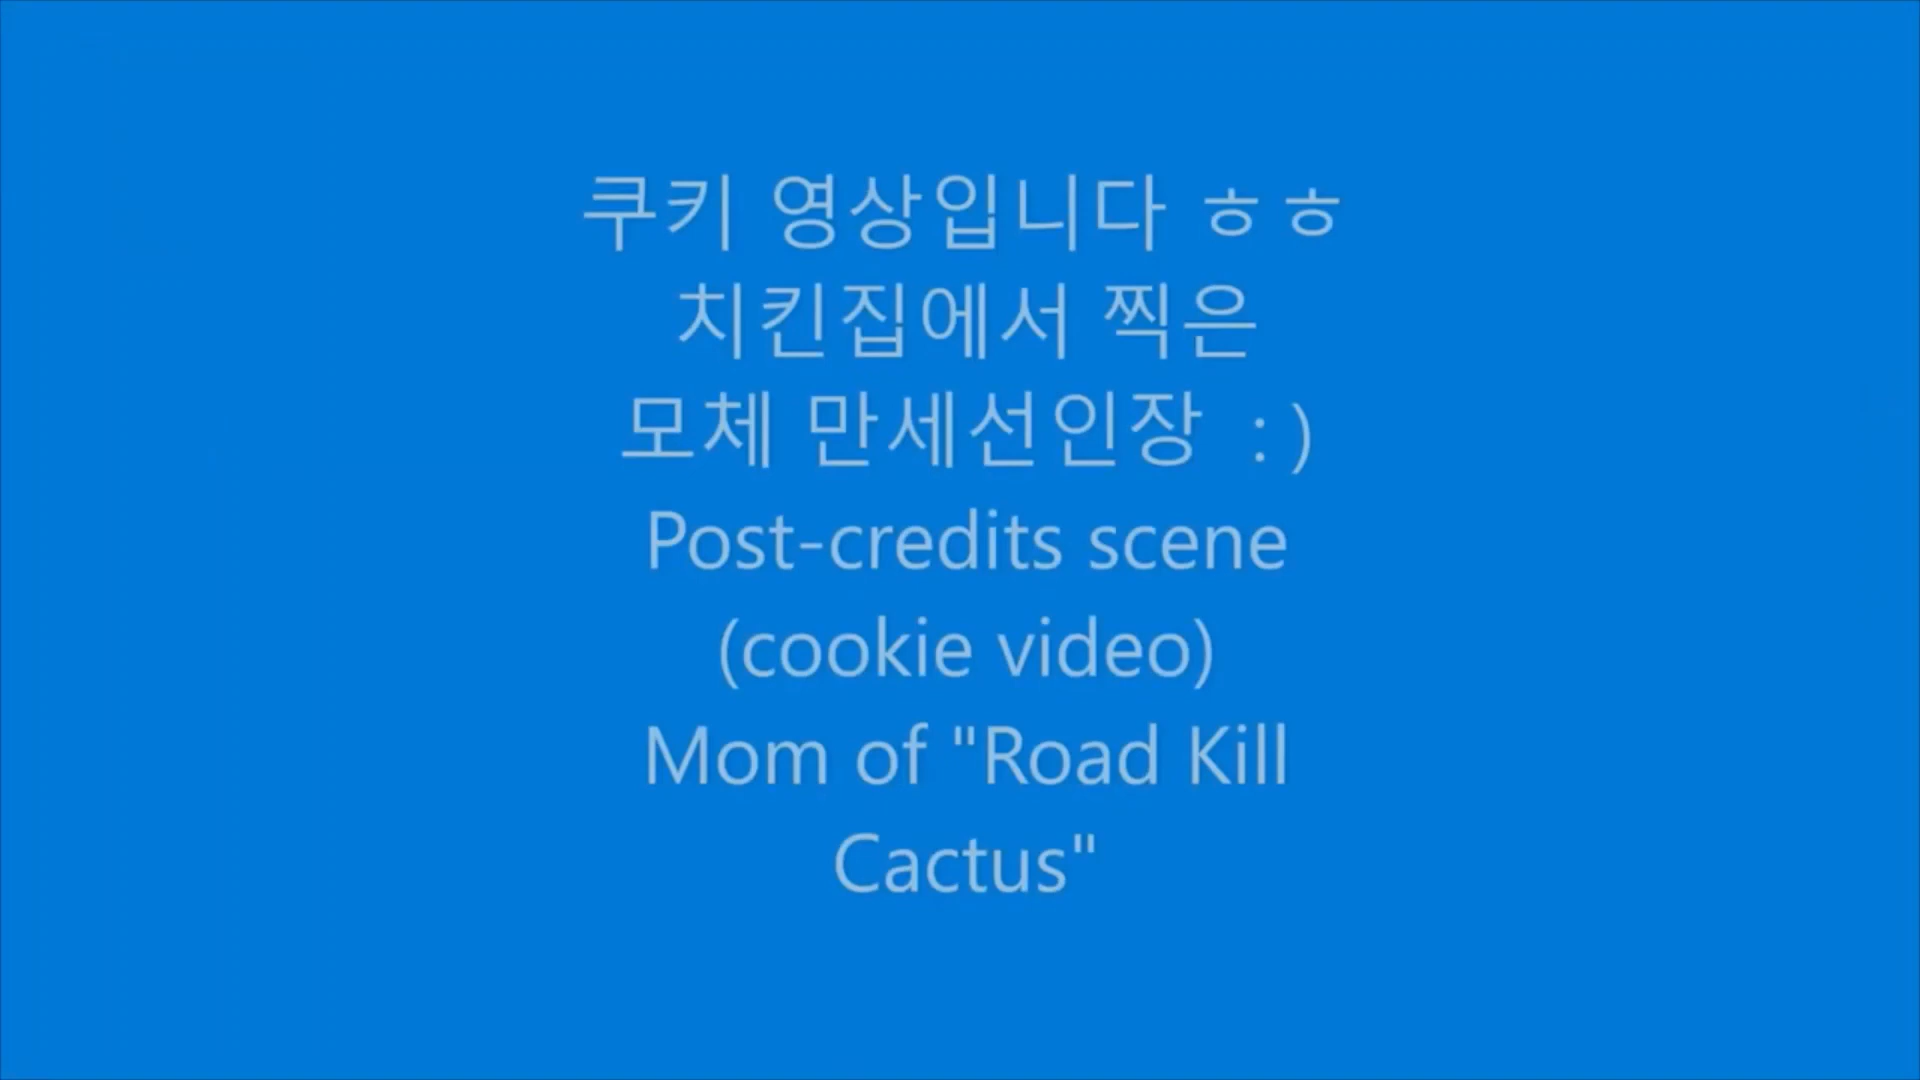 쿠키 영상입니다 ㅎㅎ
치킨집에서 찍은
모체 만세선인장 : )
Post-credits scene
(cookie video)
Mom of "Road Kill
Cactus"